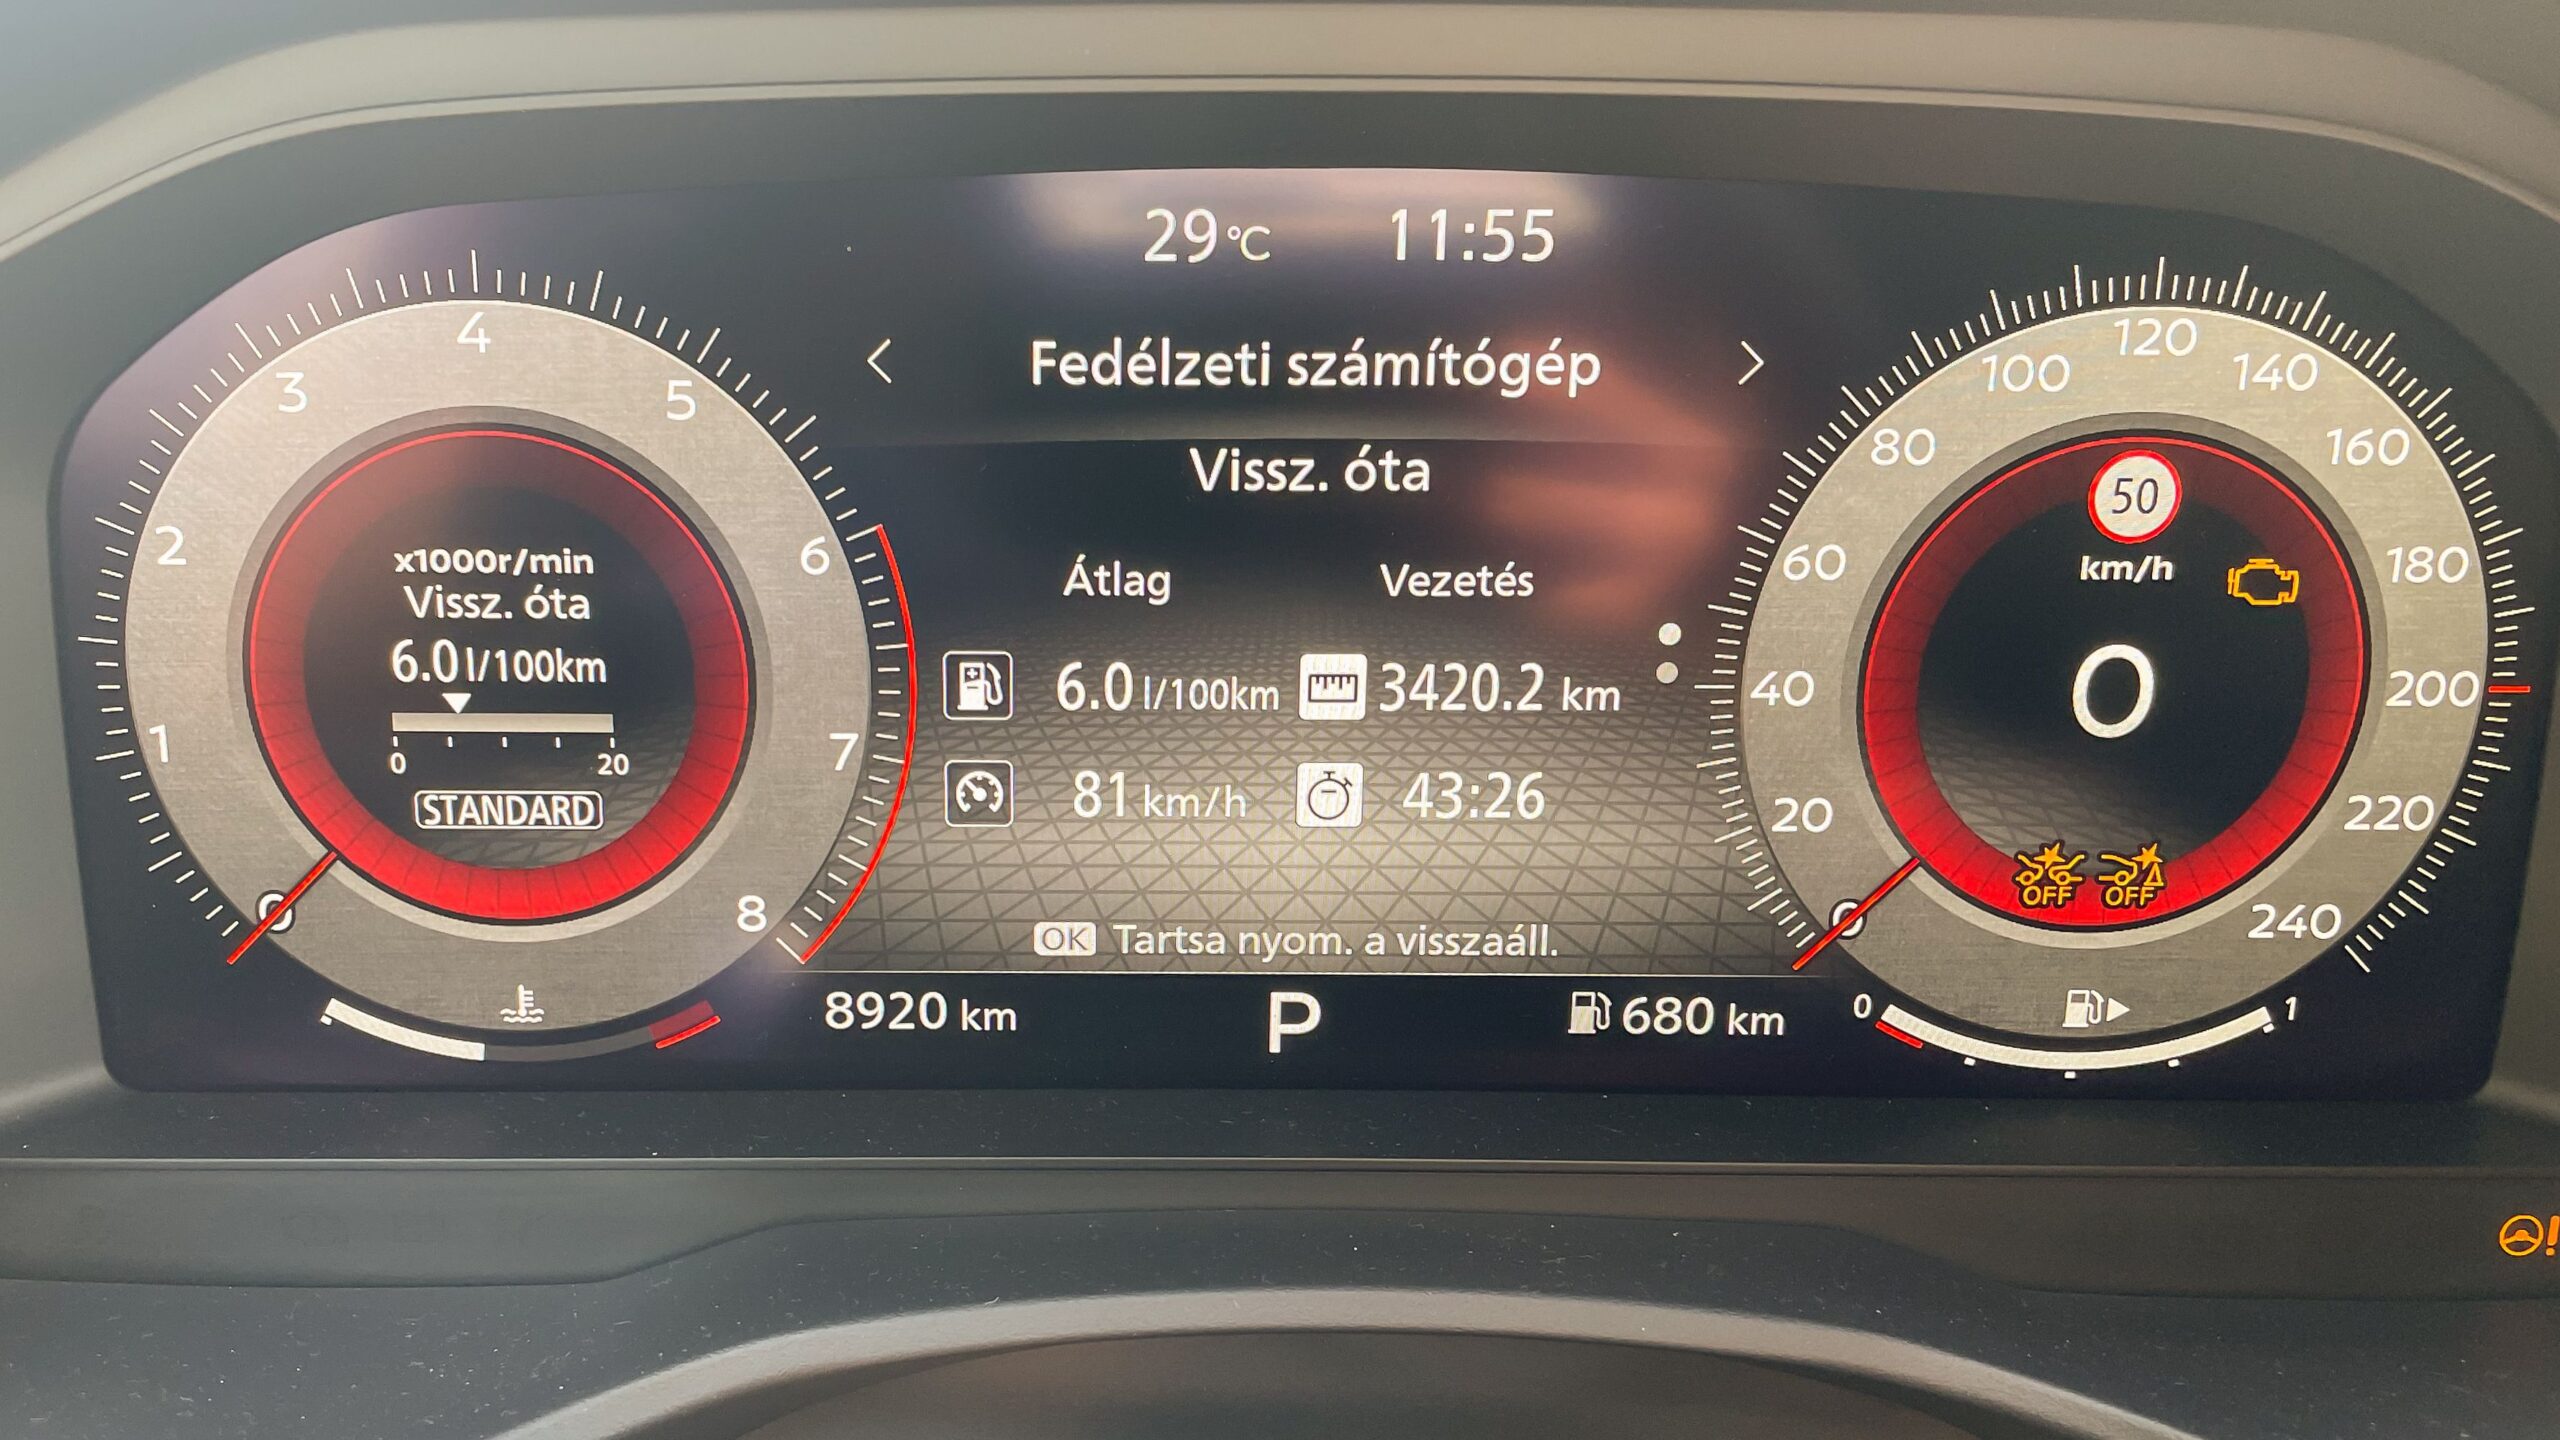 29°C 11:55
< Fedélzeti számítógép >
Vissz. óta
Átlag Vezetés
6.0 l/100km 3420.2 km
81 km/h 43:26
OK Tartsa nyom. a visszaáll.
8920 km P 680 km
0 1 2 3 4 5 6 7 8
x1000r/min
Vissz. óta
6.0 l/100km
0 20
STANDARD
0 20 40 60 80 100 120 140 160 180 200 220 240
50
km/h
0
OFF OFF
0 1